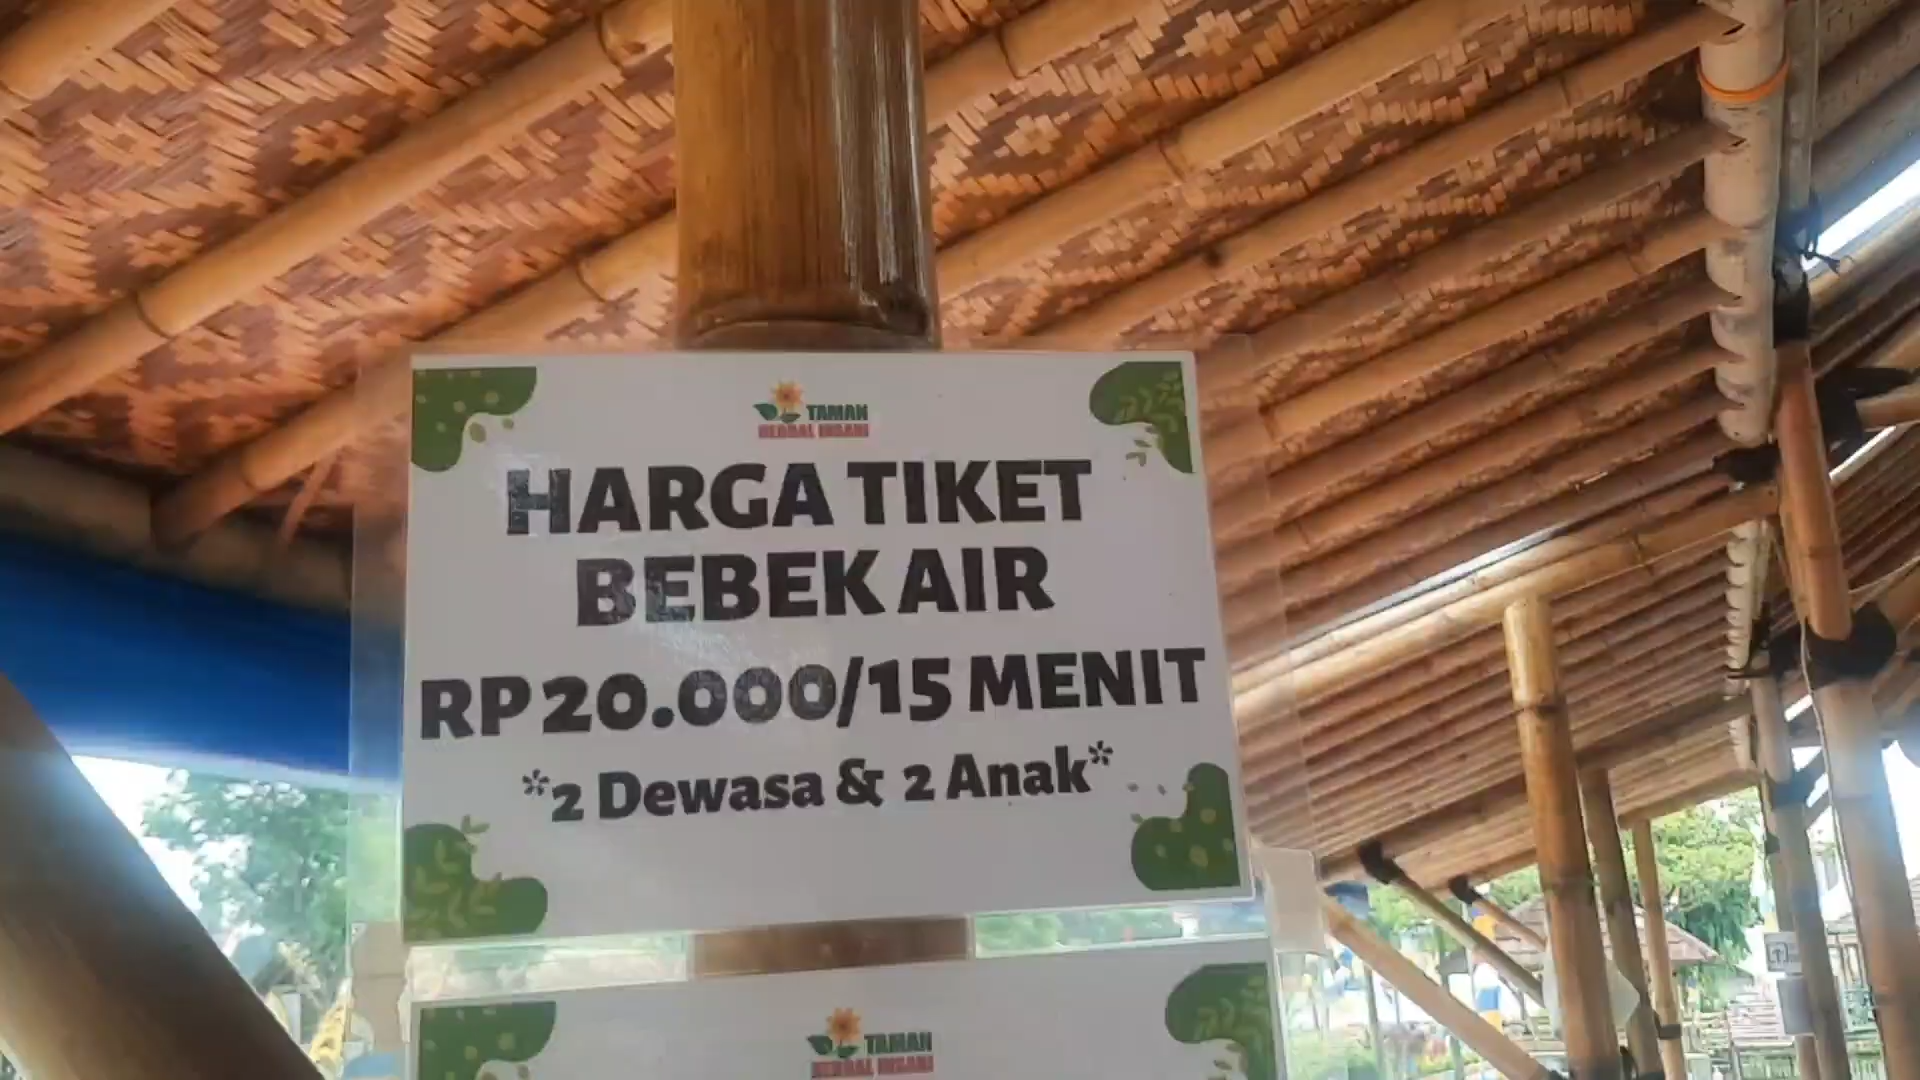 TAMAN
HERBAL INSANI
HARGA TIKET
BEBEK AIR
RP 20.000/15 MENIT
*2 Dewasa & 2 Anak*
TAMAN
HERBAL INSANI